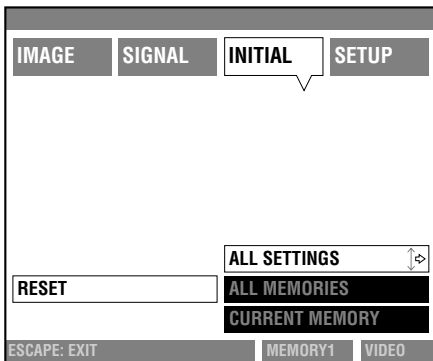 IMAGE SIGNAL INITIAL SETUP
ALL SETTINGS
RESET ALL MEMORIES
CURRENT MEMORY
ESCAPE: EXIT MEMORY1 VIDEO